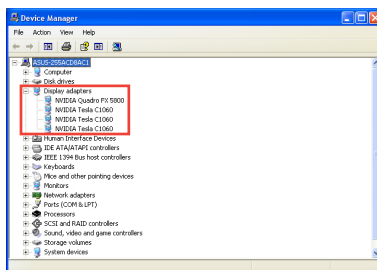 Device Manager
File Action View Help
ASUS-255ACD8AC1
Computer
Disk drives
Display adapters
NVIDIA Quadro FX 5800
NVIDIA Tesla C1060
NVIDIA Tesla C1060
NVIDIA Tesla C1060
Human Interface Devices
IDE ATA/ATAPI controllers
IEEE 1394 Bus host controllers
Keyboards
Mice and other pointing devices
Monitors
Network adapters
Ports (COM & LPT)
Processors
SCSI and RAID controllers
Sound, video and game controllers
Storage volumes
System devices